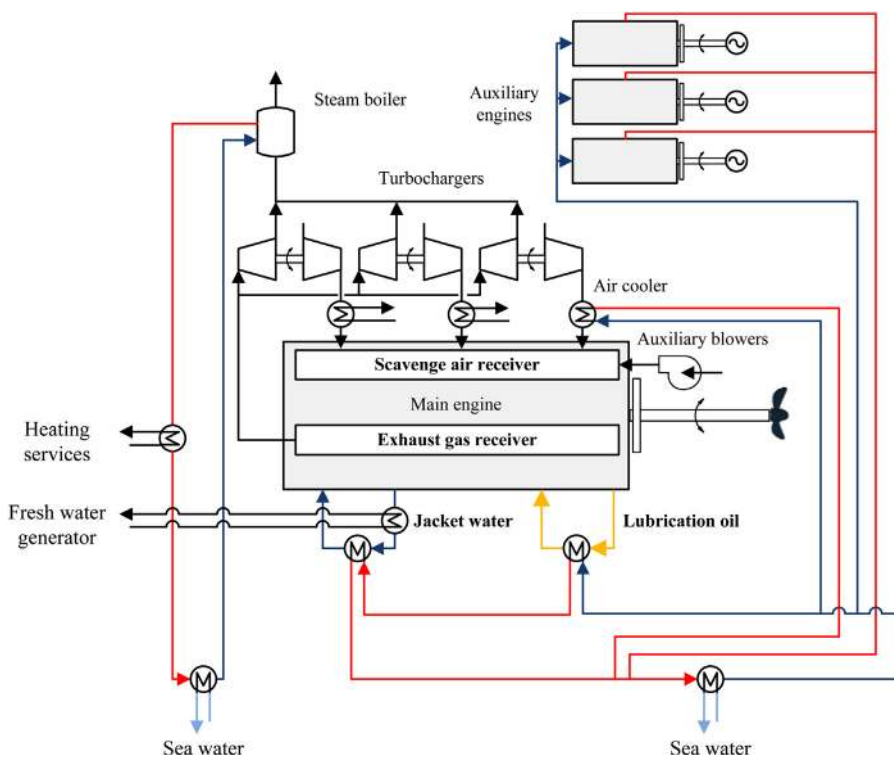 Steam boiler
Auxiliary
engines
Turbochargers
Air cooler
Auxiliary blowers
Scavenge air receiver
Main engine
Exhaust gas receiver
Heating
services
Fresh water
generator
Jacket water
Lubrication oil
Sea water
Sea water